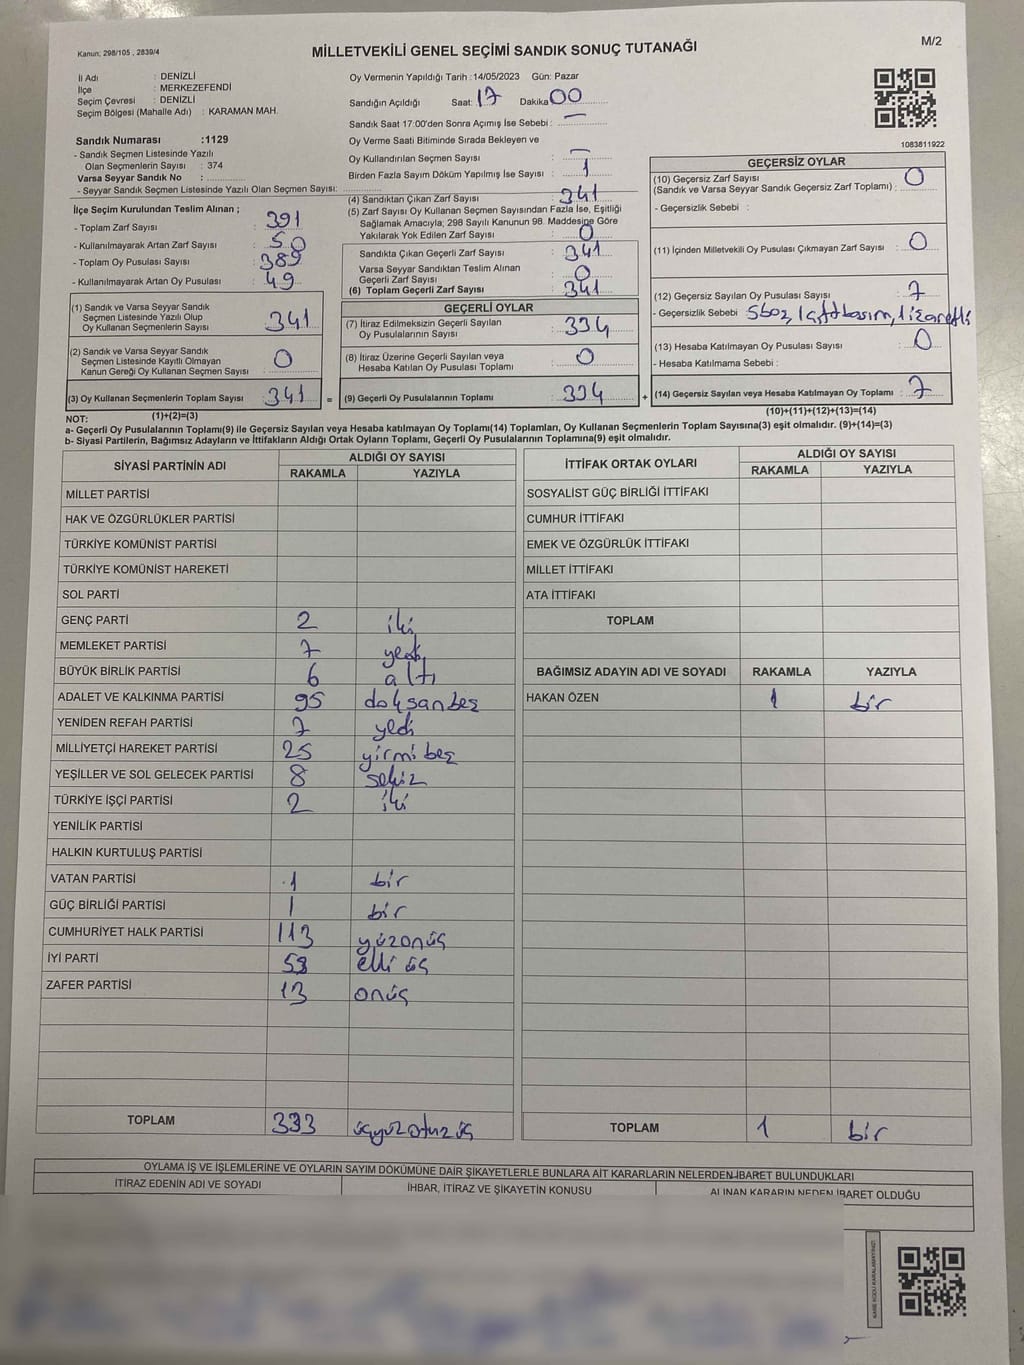 Kanun; 298/105 , 2839/4
MİLLETVEKİLİ GENEL SEÇİMİ SANDIK SONUÇ TUTANAĞI
M/2
İl Adı : DENİZLİ
İlçe : MERKEZEFENDİ
Seçim Çevresi : DENİZLİ
Seçim Bölgesi (Mahalle Adı) : KARAMAN MAH.
Sandık Numarası :1129
- Sandık Seçmen Listesinde Yazılı
Olan Seçmenlerin Sayısı : 374
Varsa Seyyar Sandık No :
- Seyyar Sandık Seçmen Listesinde Yazılı Olan Seçmen Sayısı:
Oy Vermenin Yapıldığı Tarih :14/05/2023 Gün: Pazar
Sandığın Açıldığı Saat: 17 Dakika 00
Sandık Saat 17:00'den Sonra Açımış İse Sebebi : —
Oy Verme Saati Bitiminde Sırada Bekleyen ve
Oy Kullandırılan Seçmen Sayısı : —
Birden Fazla Sayım Döküm Yapılmış İse Sayısı : 1
1083811922
İlçe Seçim Kurulundan Teslim Alınan ;
- Toplam Zarf Sayısı : 391
- Kullanılmayarak Artan Zarf Sayısı : 50
- Toplam Oy Pusulası Sayısı : 389
- Kullanılmayarak Artan Oy Pusulası : 49
(4) Sandıktan Çıkan Zarf Sayısı : 341
(5) Zarf Sayısı Oy Kullanan Seçmen Sayısından Fazla İse, Eşitliği
Sağlamak Amacıyla; 298 Sayılı Kanunun 98. Maddesine Göre
Yakılarak Yok Edilen Zarf Sayısı : 0
Sandıkta Çıkan Geçerli Zarf Sayısı : 341
Varsa Seyyar Sandıktan Teslim Alınan
Geçerli Zarf Sayısı : 0
(6) Toplam Geçerli Zarf Sayısı : 341
GEÇERSİZ OYLAR
(10) Geçersiz Zarf Sayısı
(Sandık ve Varsa Seyyar Sandık Geçersiz Zarf Toplamı) : 0
- Geçersizlik Sebebi :
(11) İçinden Milletvekili Oy Pusulası Çıkmayan Zarf Sayısı : 0
(12) Geçersiz Sayılan Oy Pusulası Sayısı : 7
- Geçersizlik Sebebi : 5boş, 1çiftbasım, 1işaretli
(13) Hesaba Katılmayan Oy Pusulası Sayısı : 0
- Hesaba Katılmama Sebebi :
(1) Sandık ve Varsa Seyyar Sandık
Seçmen Listesinde Yazılı Olup
Oy Kullanan Seçmenlerin Sayısı : 341
(2) Sandık ve Varsa Seyyar Sandık
Seçmen Listesinde Kayıtlı Olmayan
Kanun Gereği Oy Kullanan Seçmen Sayısı : 0
GEÇERLİ OYLAR
(7) İtiraz Edilmeksizin Geçerli Sayılan
Oy Pusulalarının Sayısı : 334
(8) İtiraz Üzerine Geçerli Sayılan veya
Hesaba Katılan Oy Pusulası Toplamı : 0
(3) Oy Kullanan Seçmenlerin Toplam Sayısı : 341 = (9) Geçerli Oy Pusulalarının Toplamı : 334 + (14) Geçersiz Sayılan veya Hesaba Katılmayan Oy Toplamı : 7
(1)+(2)=(3)
(10)+(11)+(12)+(13)=(14)
NOT:
a- Geçerli Oy Pusulalarının Toplamı(9) ile Geçersiz Sayılan veya Hesaba katılmayan Oy Toplamı(14) Toplamları, Oy Kullanan Seçmenlerin Toplam Sayısına(3) eşit olmalıdır. (9)+(14)=(3)
b- Siyasi Partilerin, Bağımsız Adayların ve İttifakların Aldığı Ortak Oyların Toplamı, Geçerli Oy Pusulalarının Toplamına(9) eşit olmalıdır.
SİYASİ PARTİNİN ADI ALDIĞI OY SAYISI
RAKAMLA YAZIYLA
MİLLET PARTİSİ
HAK VE ÖZGÜRLÜKLER PARTİSİ
TÜRKİYE KOMÜNİST PARTİSİ
TÜRKİYE KOMÜNİST HAREKETİ
SOL PARTİ
GENÇ PARTİ 2 iki
MEMLEKET PARTİSİ 7 yedi
BÜYÜK BİRLİK PARTİSİ 6 altı
ADALET VE KALKINMA PARTİSİ 95 doksanbeş
YENİDEN REFAH PARTİSİ 7 yedi
MİLLİYETÇİ HAREKET PARTİSİ 25 yirmibeş
YEŞİLLER VE SOL GELECEK PARTİSİ 8 sekiz
TÜRKİYE İŞÇİ PARTİSİ 2 iki
YENİLİK PARTİSİ
HALKIN KURTULUŞ PARTİSİ
VATAN PARTİSİ 1 bir
GÜÇ BİRLİĞİ PARTİSİ 1 bir
CUMHURİYET HALK PARTİSİ 113 yüzonüç
İYİ PARTİ 53 elli üç
ZAFER PARTİSİ 13 onüç
TOPLAM 333 üçyüzotuzüç
İTTİFAK ORTAK OYLARI ALDIĞI OY SAYISI
RAKAMLA YAZIYLA
SOSYALİST GÜÇ BİRLİĞİ İTTİFAKI
CUMHUR İTTİFAKI
EMEK VE ÖZGÜRLÜK İTTİFAKI
MİLLET İTTİFAKI
ATA İTTİFAKI
TOPLAM
BAĞIMSIZ ADAYIN ADI VE SOYADI RAKAMLA YAZIYLA
HAKAN ÖZEN 1 bir
TOPLAM 1 bir
OYLAMA İŞ VE İŞLEMLERİNE VE OYLARIN SAYIM DÖKÜMÜNE DAİR ŞİKAYETLERLE BUNLARA AİT KARARLARIN NELERDEN İBARET BULUNDUKLARI
İTİRAZ EDENİN ADI VE SOYADI İHBAR, İTİRAZ VE ŞİKAYETİN KONUSU ALINAN KARARIN NEDEN İBARET OLDUĞU
KARE KODU KARALAMAYINIZ!